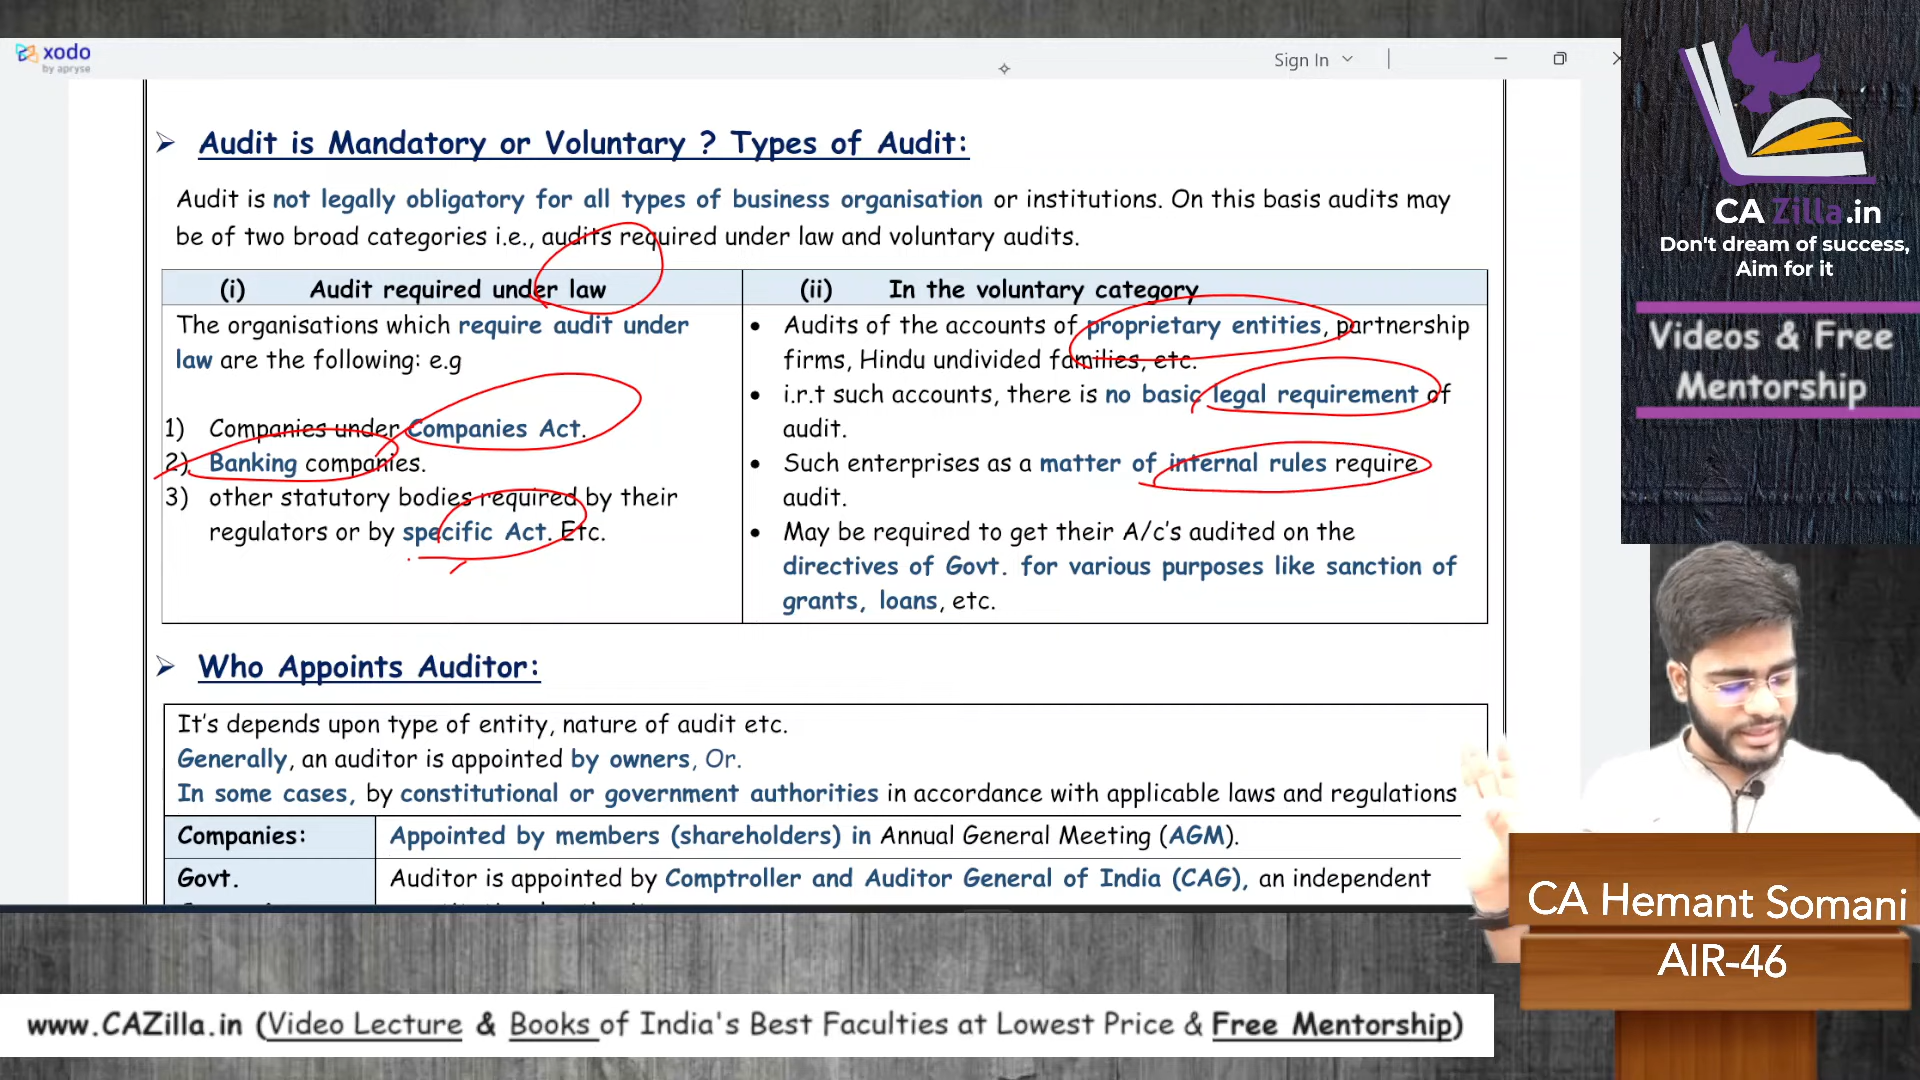 xodo
by apryse
Sign In
➢ Audit is Mandatory or Voluntary ? Types of Audit:
Audit is not legally obligatory for all types of business organisation or institutions. On this basis audits may
be of two broad categories i.e., audits required under law and voluntary audits.
(i) Audit required under law
The organisations which require audit under
law are the following: e.g
1) Companies under Companies Act.
2) Banking companies.
3) other statutory bodies required by their
regulators or by specific Act. Etc.
(ii) In the voluntary category
• Audits of the accounts of proprietary entities, partnership
firms, Hindu undivided families, etc.
• i.r.t such accounts, there is no basic legal requirement of
audit.
• Such enterprises as a matter of internal rules require
audit.
• May be required to get their A/c's audited on the
directives of Govt. for various purposes like sanction of
grants, loans, etc.
➢ Who Appoints Auditor:
It's depends upon type of entity, nature of audit etc.
Generally, an auditor is appointed by owners, Or.
In some cases, by constitutional or government authorities in accordance with applicable laws and regulations
Companies: Appointed by members (shareholders) in Annual General Meeting (AGM).
Govt. Auditor is appointed by Comptroller and Auditor General of India (CAG), an independent
CA Zilla.in
Don't dream of success,
Aim for it
Videos & Free
Mentorship
CA Hemant Somani
AIR-46
www.CAZilla.in (Video Lecture & Books of India's Best Faculties at Lowest Price & Free Mentorship)